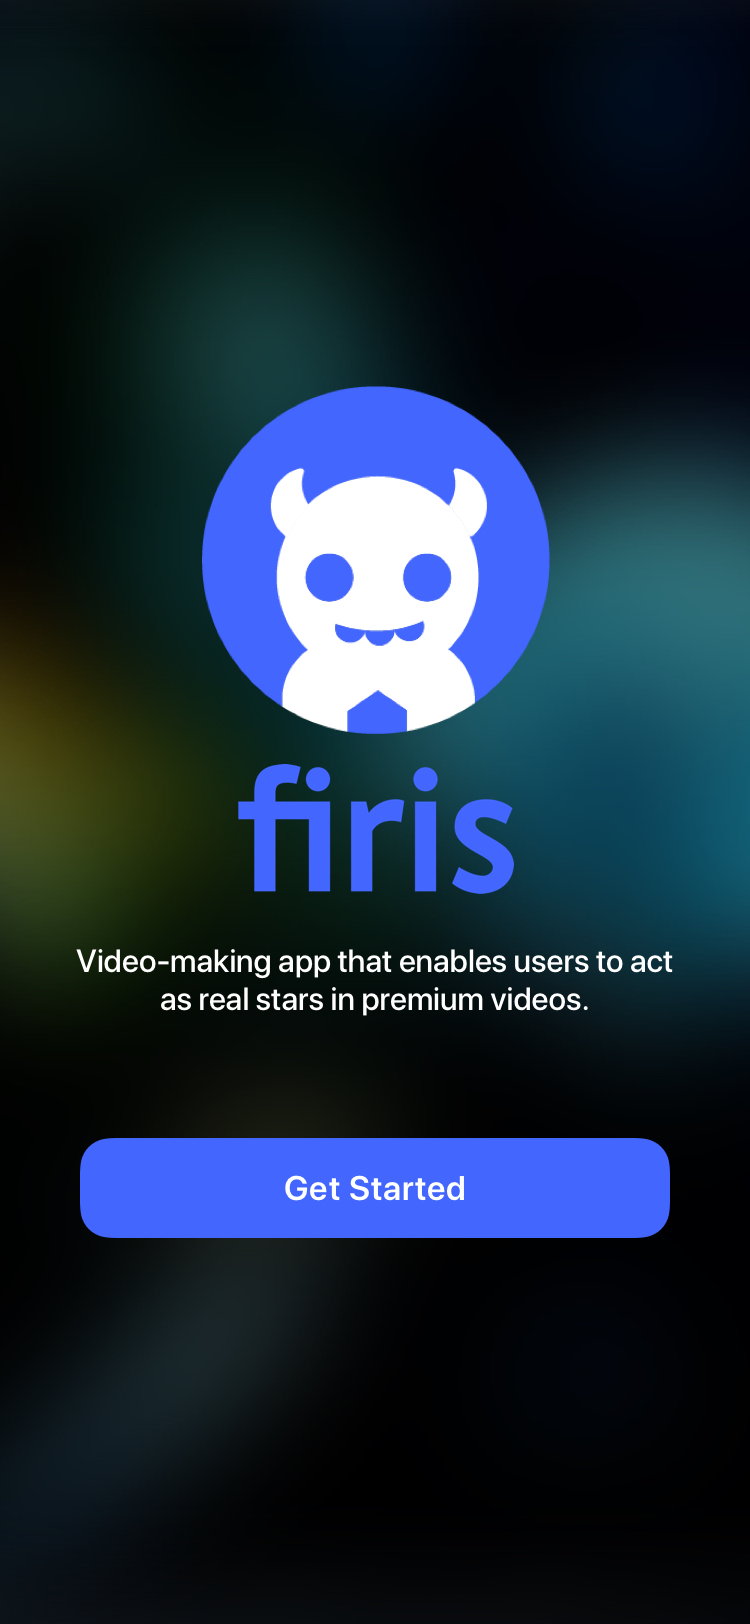 firis
Video-making app that enables users to act
as real stars in premium videos.
Get Started